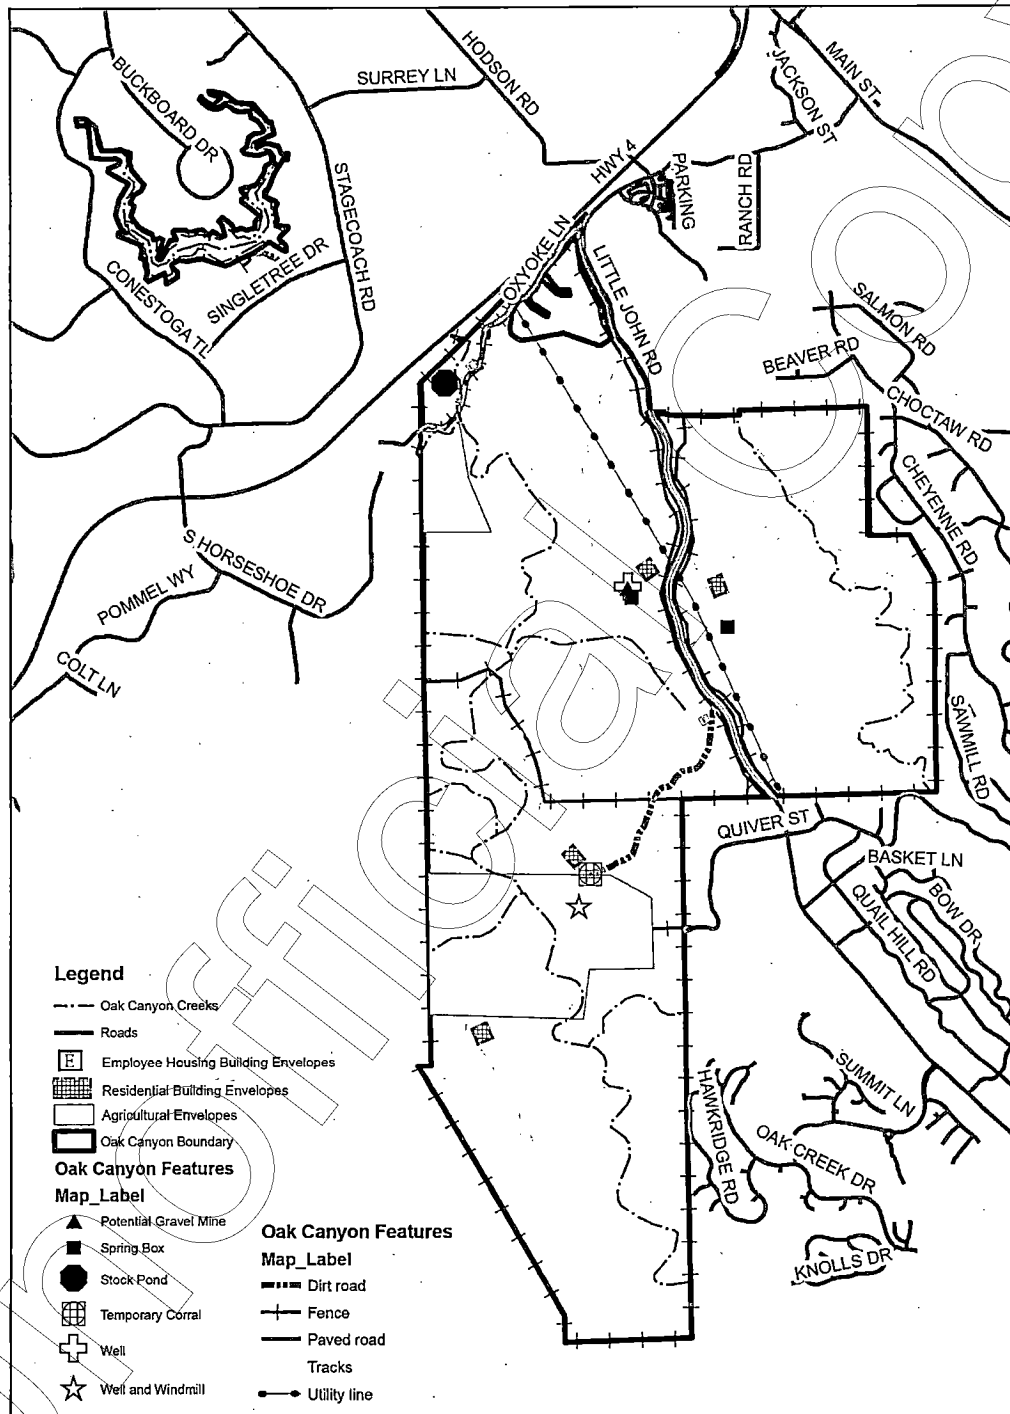 HODSON RD
MAIN ST
JACKSON ST
SURREY LN
BUCKBOARD DR
HWY 4
PARKING
RANCH RD
STAGECOACH RD
OXYOKE LN
LITTLE JOHN RD
SINGLETREE DR
CONESTOGA TL
SALMON RD
BEAVER RD
CHOCTAW RD
CHEYENNE RD
S HORSESHOE DR
POMMEL WY
COLT LN
SAWMILL RD
QUIVER ST
BASKET LN
BOW DR
QUAIL HILL RD
SUMMIT LN
HAWKRIDGE RD
OAK CREEK DR
KNOLLS DR
Legend
Oak Canyon Creeks
Roads
E Employee Housing Building Envelopes
Residential Building Envelopes
Agricultural Envelopes
Oak Canyon Boundary
Oak Canyon Features
Map_Label
Potential Gravel Mine
Spring Box
Stock Pond
Temporary Corral
Well
Well and Windmill
Oak Canyon Features
Map_Label
Dirt road
Fence
Paved road
Tracks
Utility line